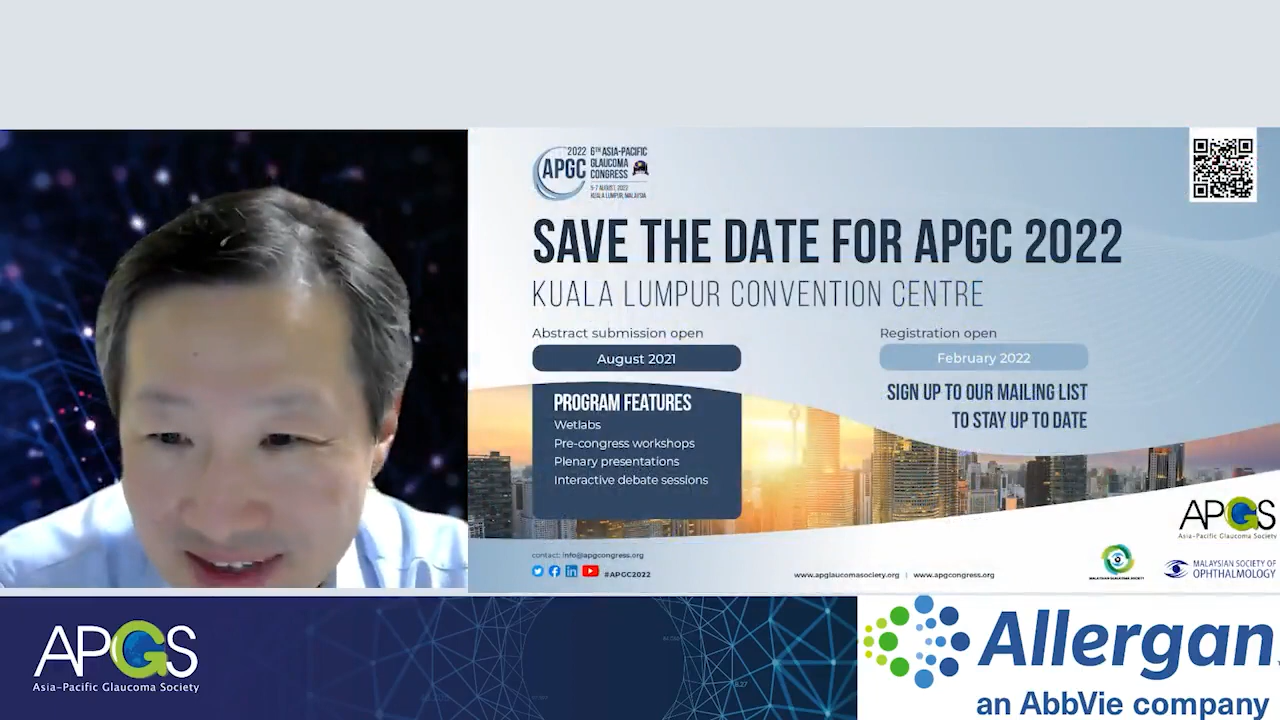 2022
APGC
6TH ASIA-PACIFIC
GLAUCOMA
CONGRESS
5-7 AUGUST, 2022
KUALA LUMPUR, MALAYSIA
SAVE THE DATE FOR APGC 2022
KUALA LUMPUR CONVENTION CENTRE
Abstract submission open
August 2021
Registration open
February 2022
SIGN UP TO OUR MAILING LIST
TO STAY UP TO DATE
PROGRAM FEATURES
Wetlabs
Pre-congress workshops
Plenary presentations
Interactive debate sessions
APGS
Asia-Pacific Glaucoma Society
contact: info@apgcongress.org
#APGC2022
www.apglaucomasociety.org | www.apgcongress.org
MALAYSIAN GLAUCOMA SOCIETY
MALAYSIAN SOCIETY OF
OPHTHALMOLOGY
APGS
Asia-Pacific Glaucoma Society
Allergan
an AbbVie company